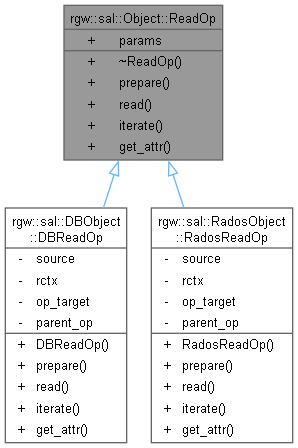 rgw::sal::Object::ReadOp
+ params
+ ~ReadOp()
+ prepare()
+ read()
+ iterate()
+ get_attr()
rgw::sal::DBObject
::DBReadOp
- source
- rctx
- op_target
- parent_op
+ DBReadOp()
+ prepare()
+ read()
+ iterate()
+ get_attr()
rgw::sal::RadosObject
::RadosReadOp
- source
- rctx
- op_target
- parent_op
+ RadosReadOp()
+ prepare()
+ read()
+ iterate()
+ get_attr()